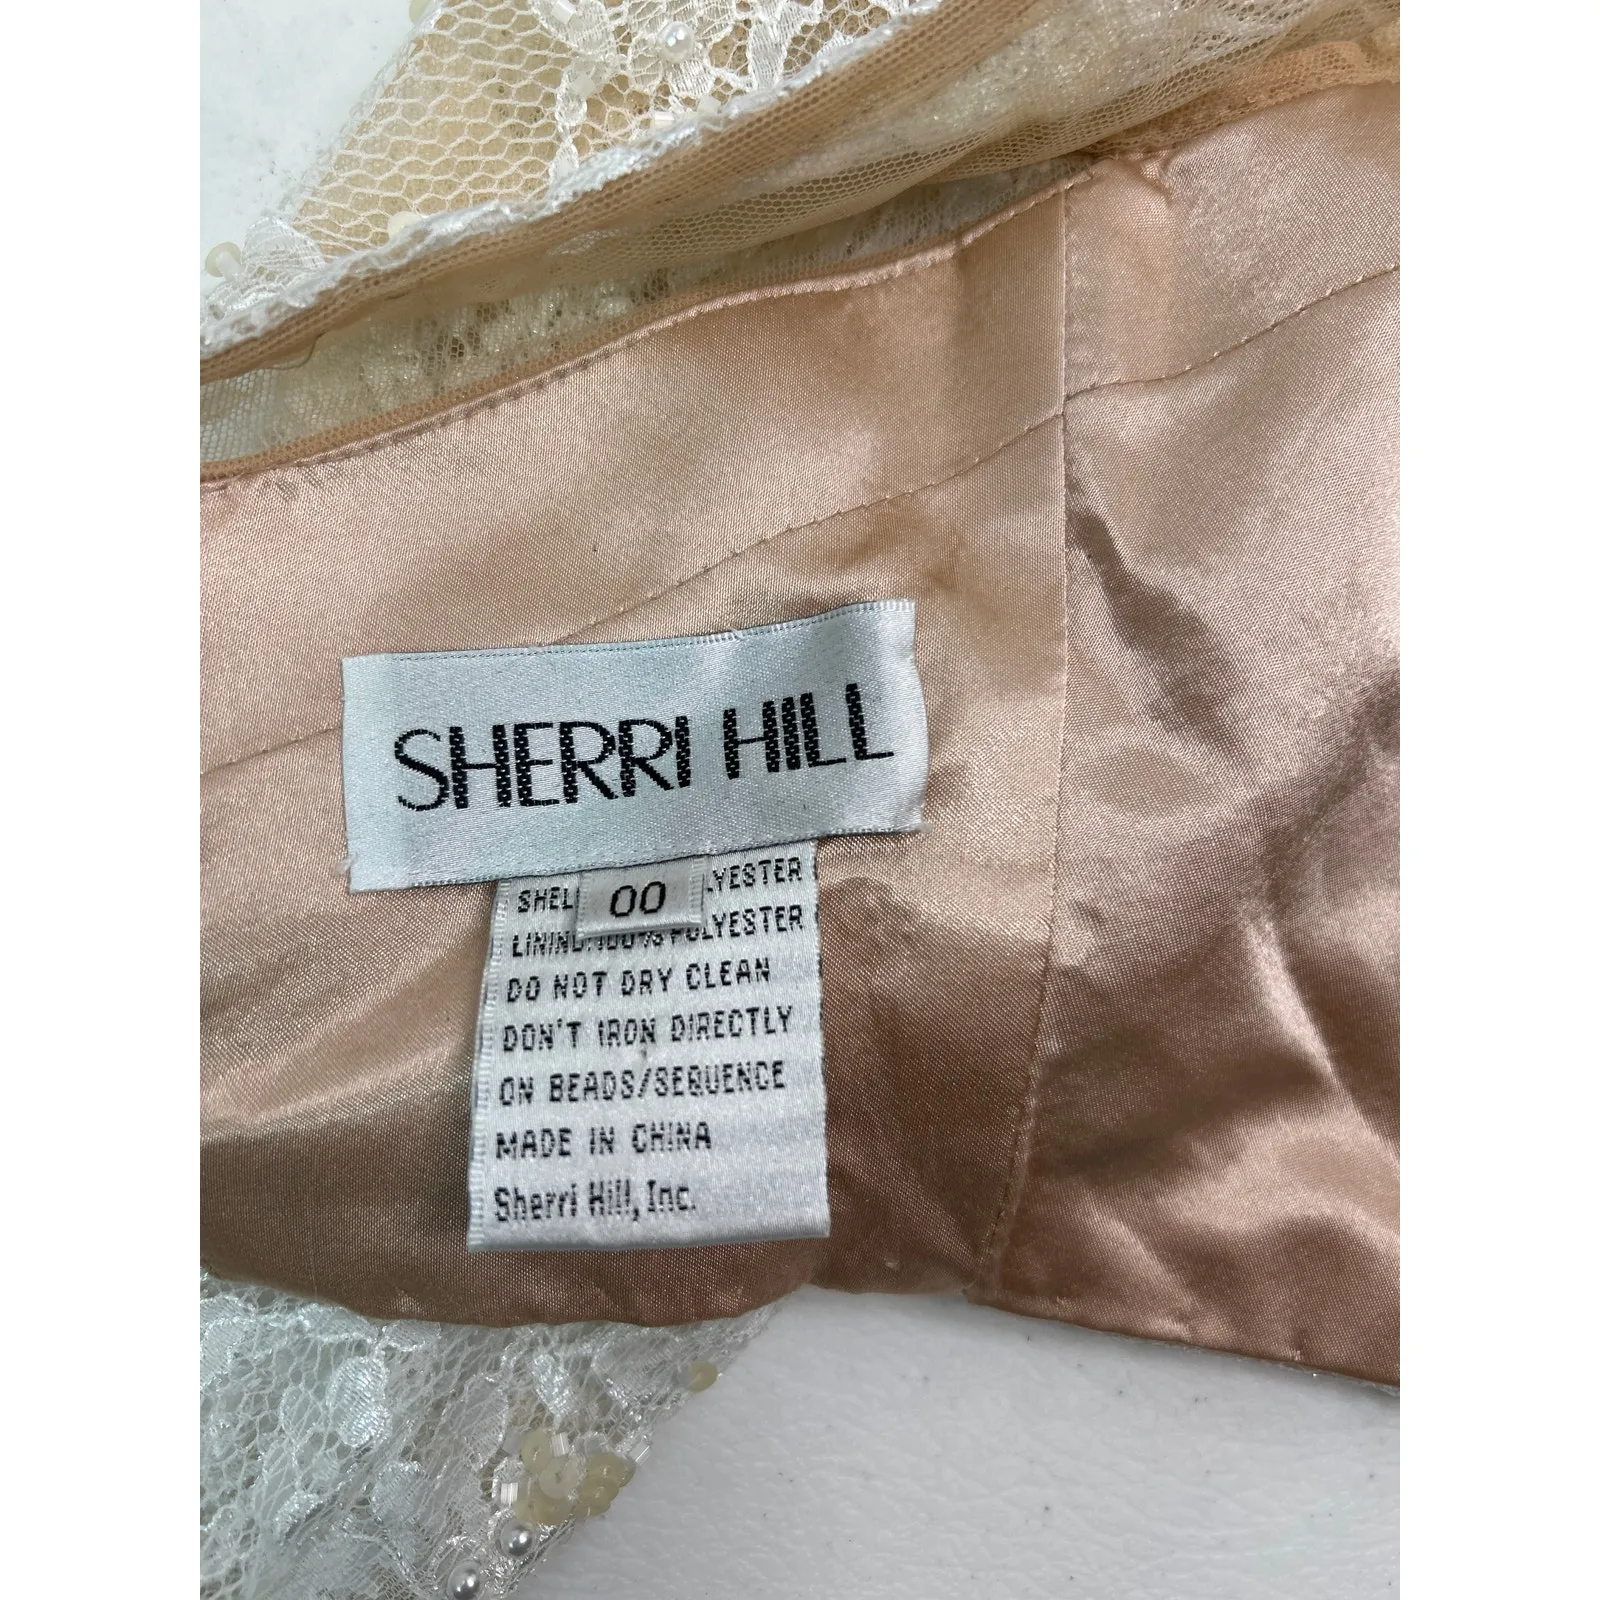 SHERRI HILL
00
SHEL LYESTER
LINING:100% POLYESTER
DO NOT DRY CLEAN
DON'T IRON DIRECTLY
ON BEADS/SEQUENCE
MADE IN CHINA
Sherri Hill, Inc.